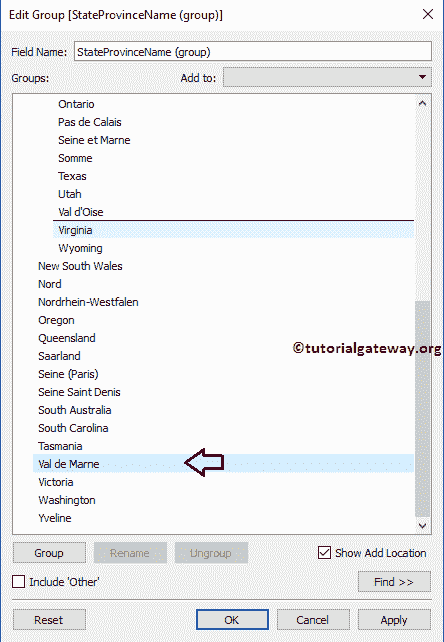 Edit Group [StateProvinceName (group)]
Field Name: StateProvinceName (group)
Groups: Add to:
Ontario
Pas de Calais
Seine et Marne
Somme
Texas
Utah
Val d'Oise
Virginia
Wyoming
New South Wales
Nord
Nordrhein-Westfalen
Oregon
Queensland
©tutorialgateway.org
Saarland
Seine (Paris)
Seine Saint Denis
South Australia
South Carolina
Tasmania
Val de Marne
Victoria
Washington
Yveline
Group Rename Ungroup Show Add Location
Include 'Other' Find >>
Reset OK Cancel Apply